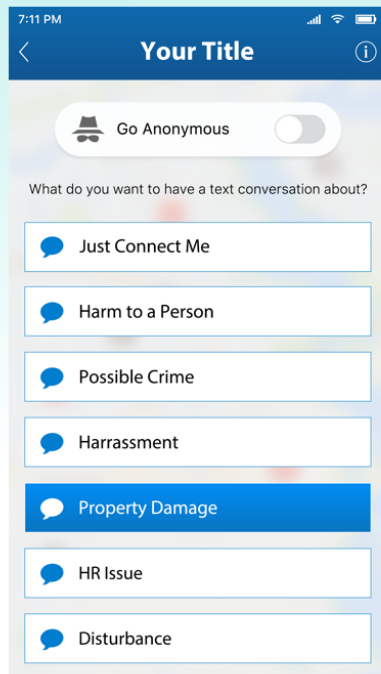 7:11 PM
Your Title
Go Anonymous
What do you want to have a text conversation about?
Just Connect Me
Harm to a Person
Possible Crime
Harrassment
Property Damage
HR Issue
Disturbance